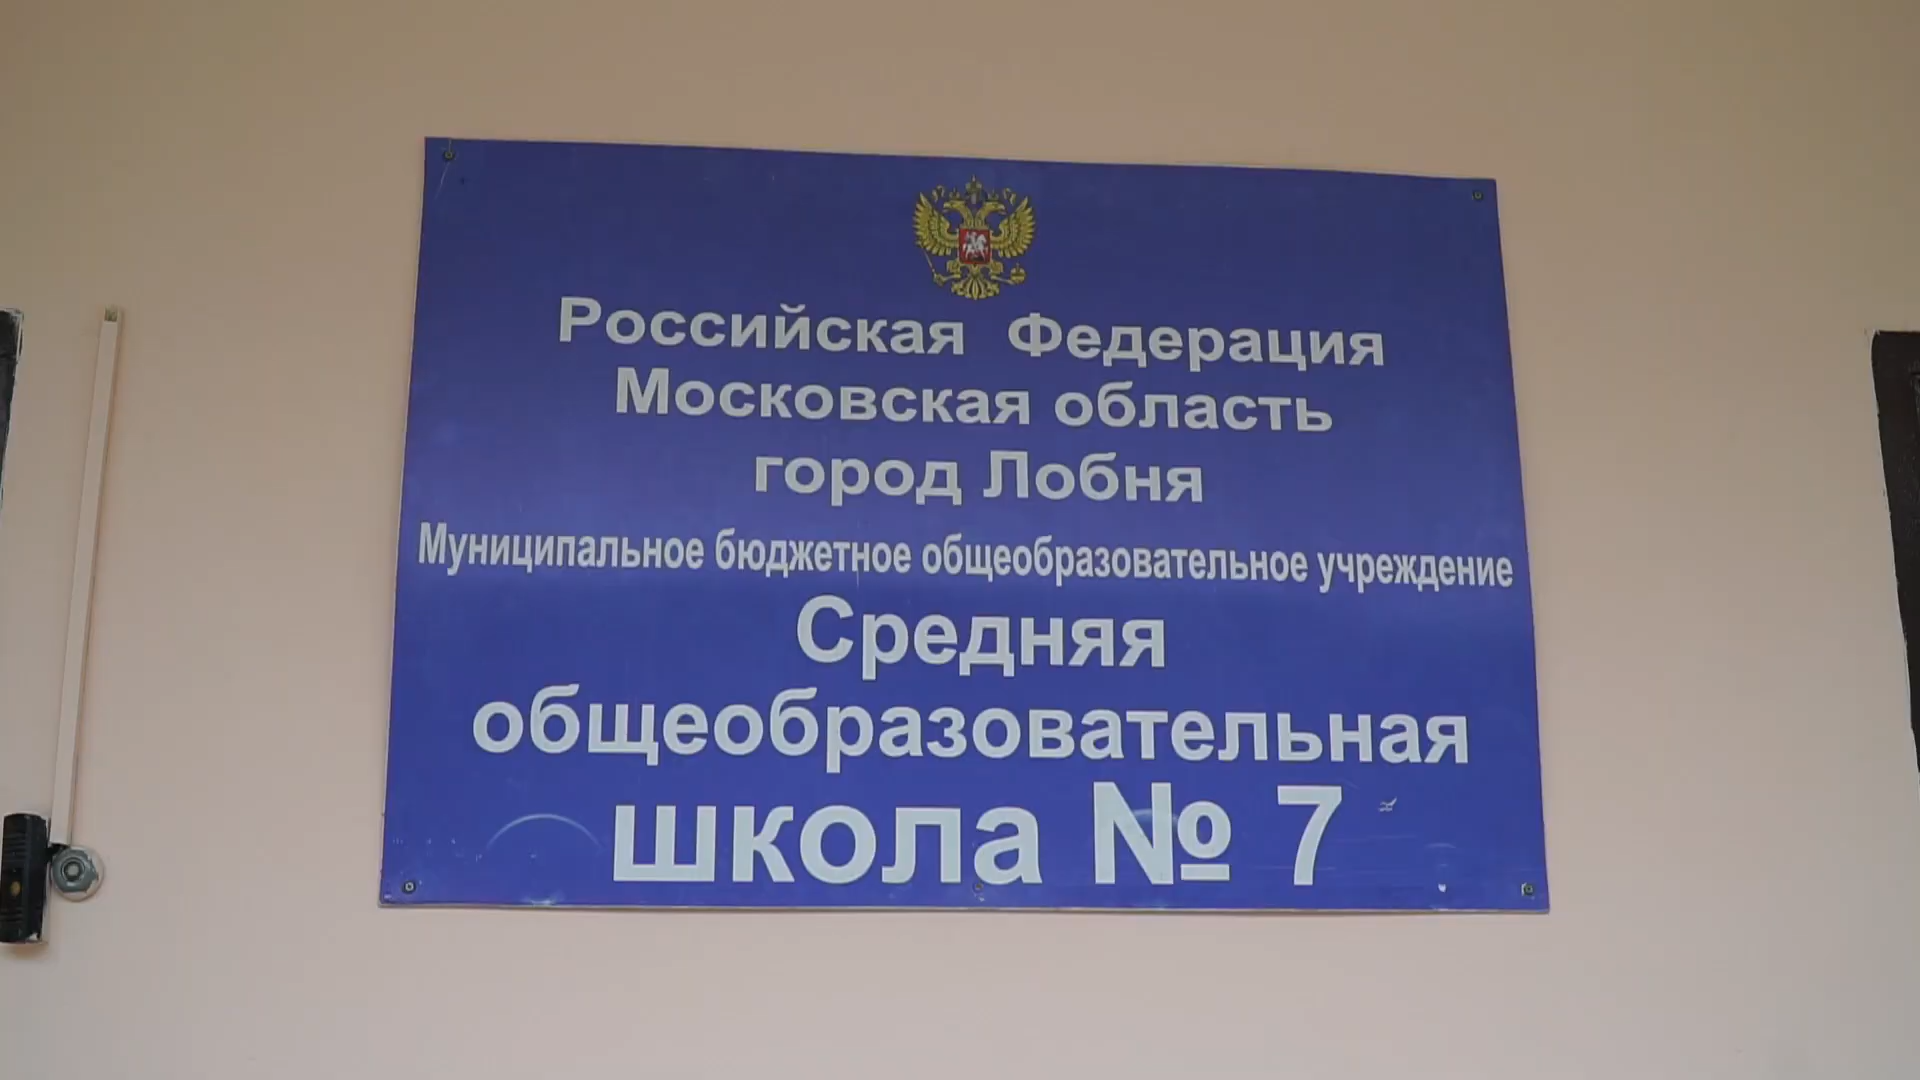 Российская Федерация
Московская область
город Лобня
Муниципальное бюджетное общеобразовательное учреждение
Средняя
общеобразовательная
школа № 7